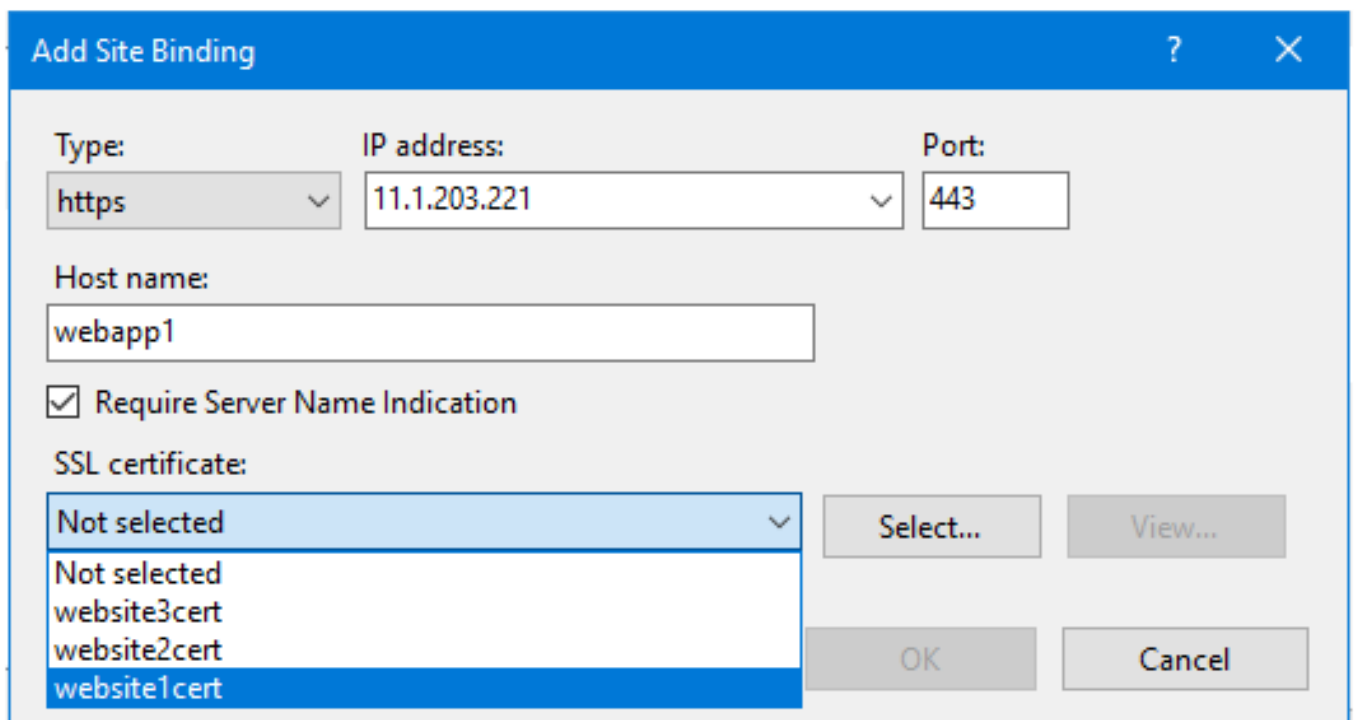 Add Site Binding ? ×
Type: IP address: Port:
https 11.1.203.221 443
Host name:
webapp1
Require Server Name Indication
SSL certificate:
Not selected Select... View...
Not selected
website3cert
website2cert
website1cert
OK Cancel